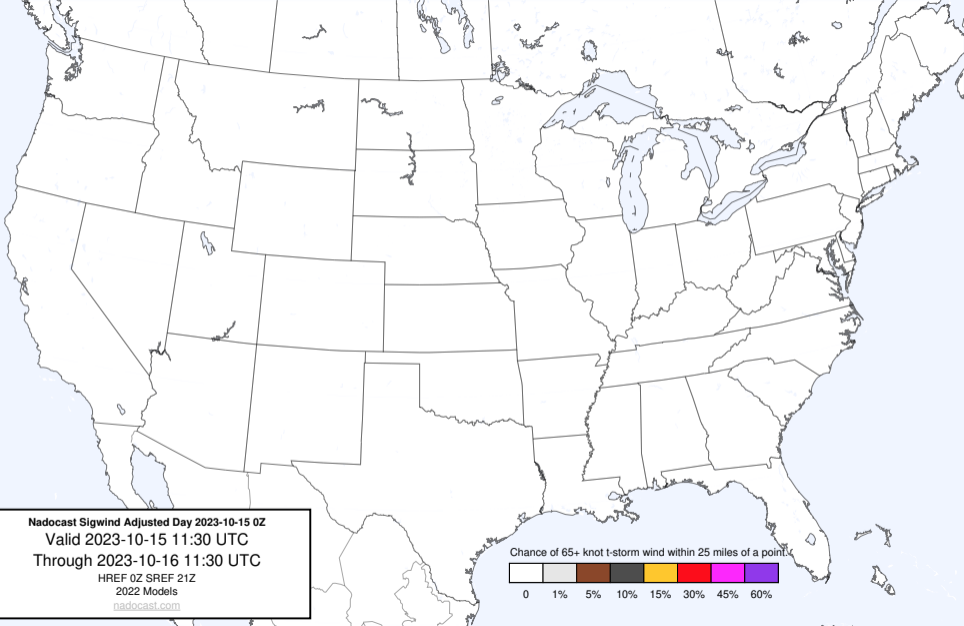 Nadocast Sigwind Adjusted Day 2023-10-15 0Z
Valid 2023-10-15 11:30 UTC
Through 2023-10-16 11:30 UTC
HREF 0Z SREF 21Z
2022 Models
nadocast.com
Chance of 65+ knot t-storm wind within 25 miles of a point.
0 1% 5% 10% 15% 30% 45% 60%